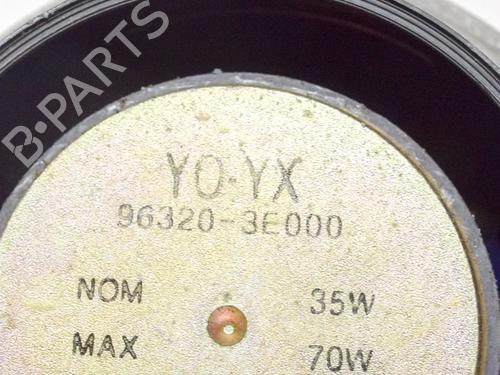 B-PARTS
YO-YX
96320-3E000
NOM 35W
MAX 70W